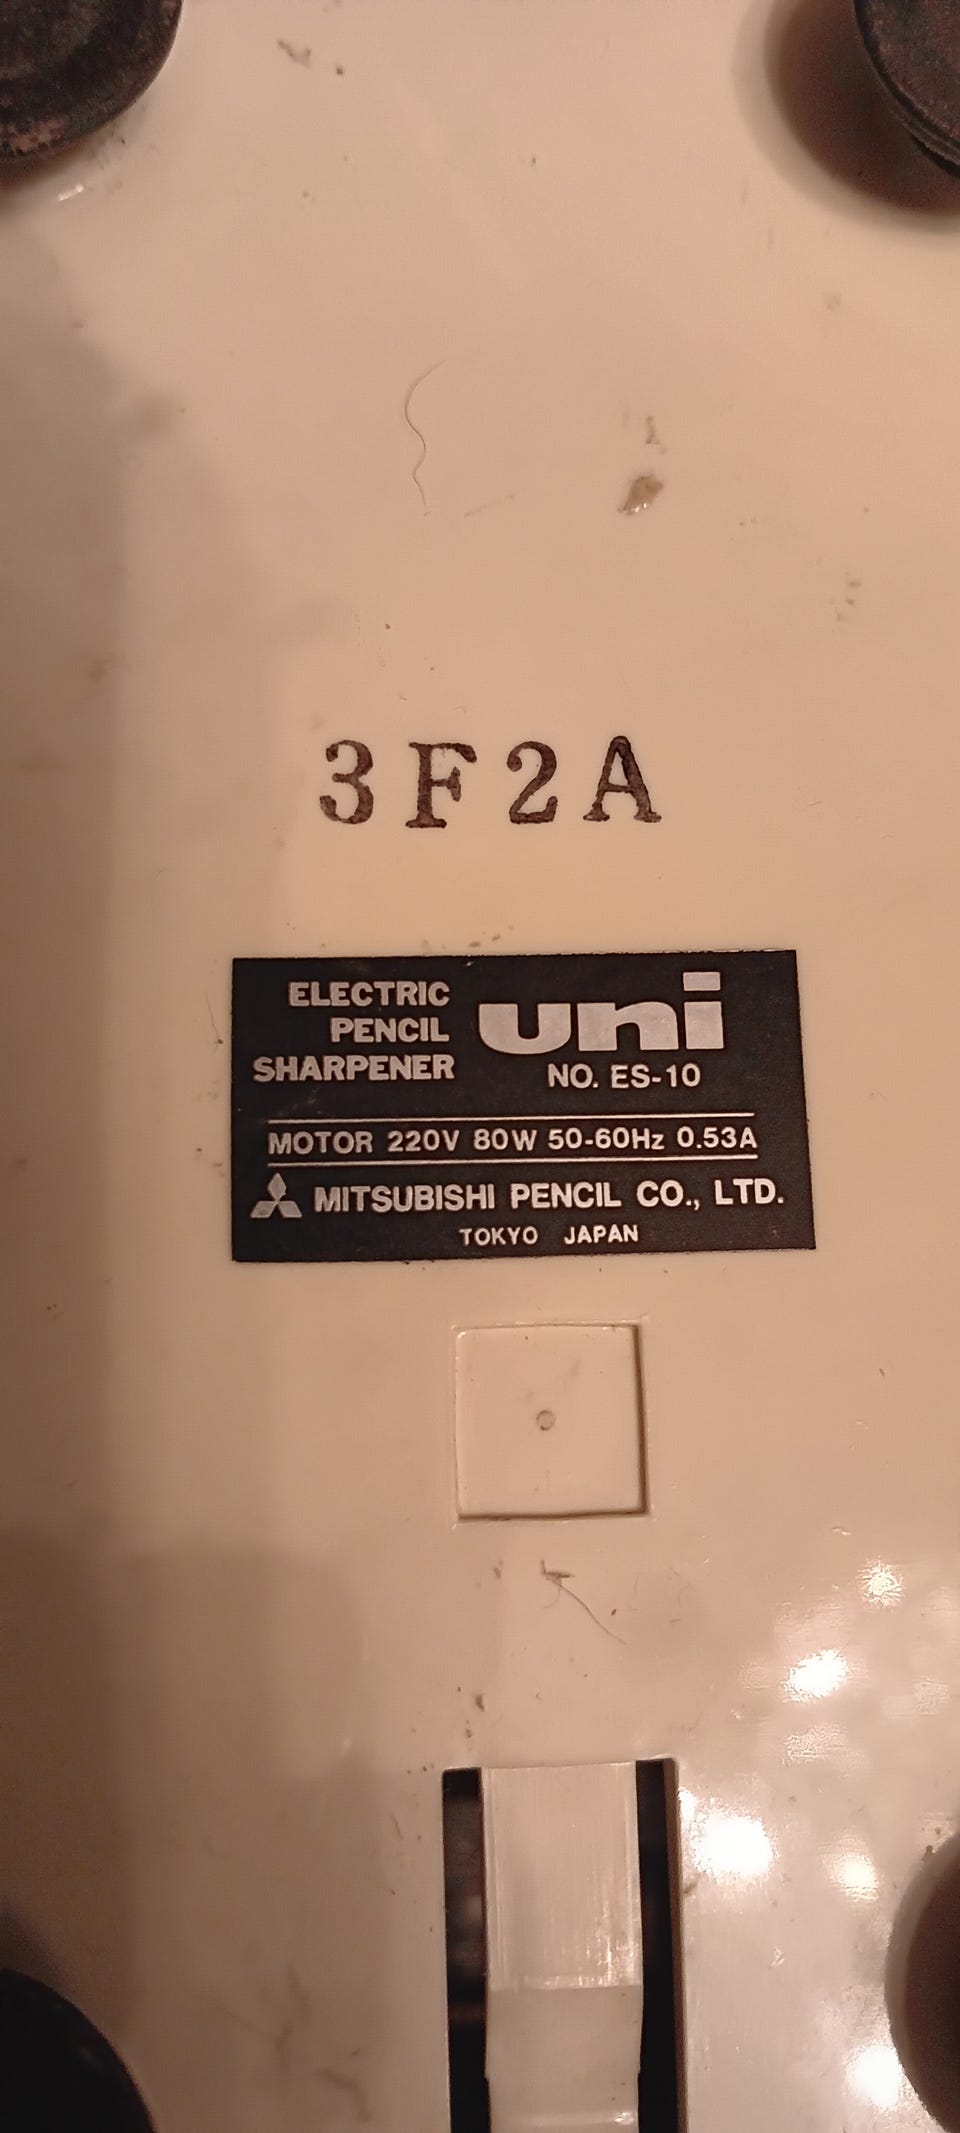 3F2A
ELECTRIC
PENCIL
SHARPENER
uni
NO. ES-10
MOTOR 220V 80W 50-60Hz 0.53A
MITSUBISHI PENCIL CO., LTD.
TOKYO JAPAN